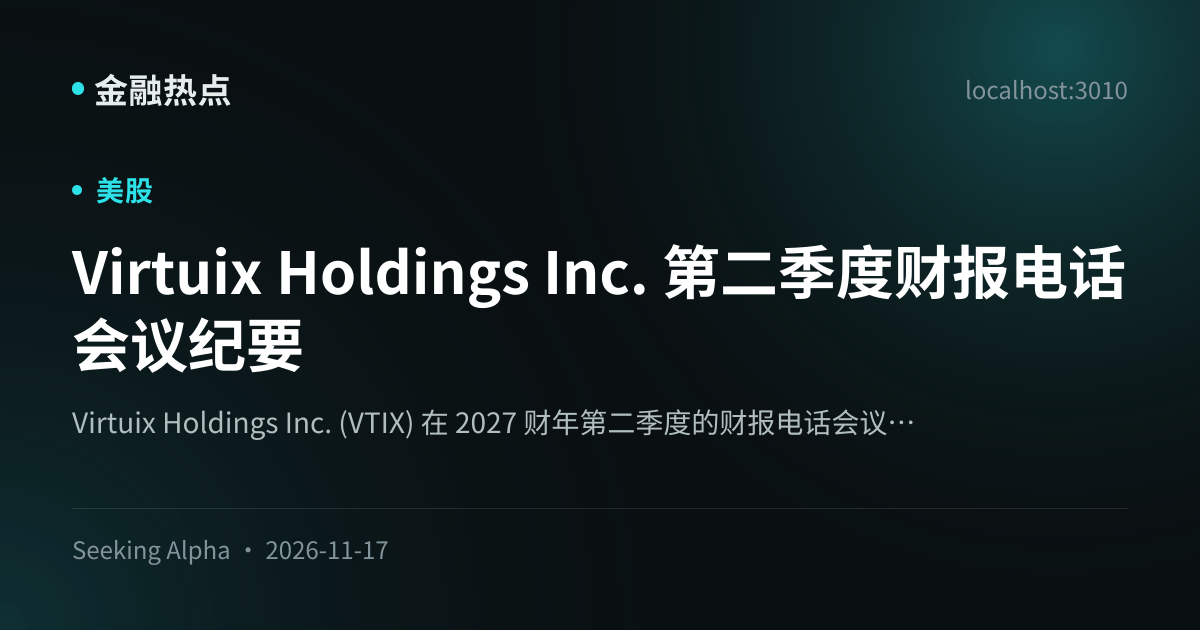 金融热点
localhost:3010
美股
Virtuix Holdings Inc. 第二季度财报电话
会议纪要
Virtuix Holdings Inc. (VTIX) 在 2027 财年第二季度的财报电话会议…
Seeking Alpha · 2026-11-17